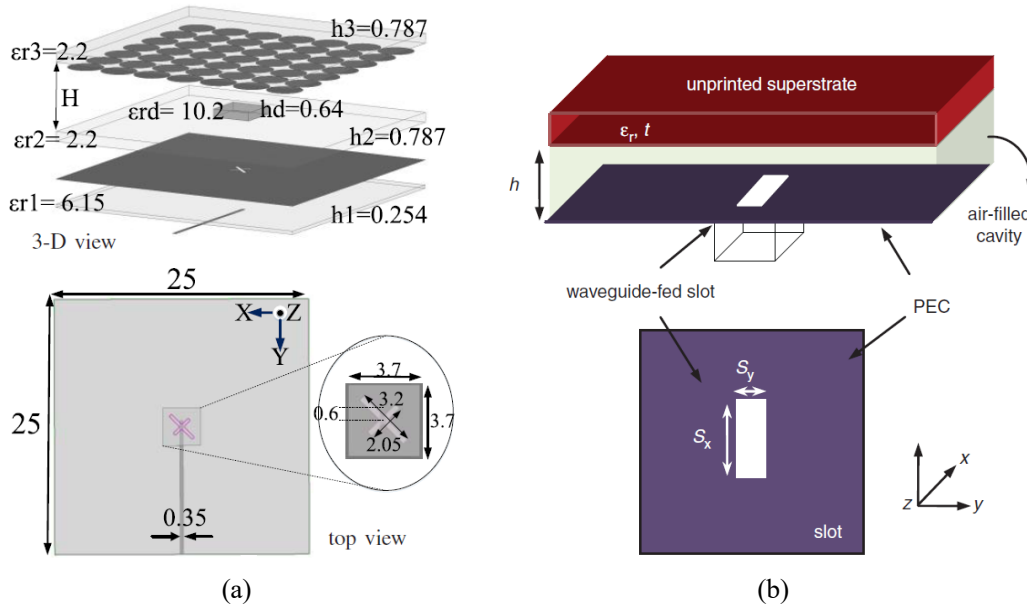 h3=0.787
εr3=2.2
H
εrd= 10.2
hd=0.64
εr2=2.2
h2=0.787
εr1=6.15
h1=0.254
3-D view
25
X
Z
Y
25
3.7
3.2
0.6
3.7
2.05
0.35
top view
(a)
unprinted superstrate
εr, t
h
air-filled
cavity
waveguide-fed slot
PEC
Sy
Sx
slot
x
z
y
(b)